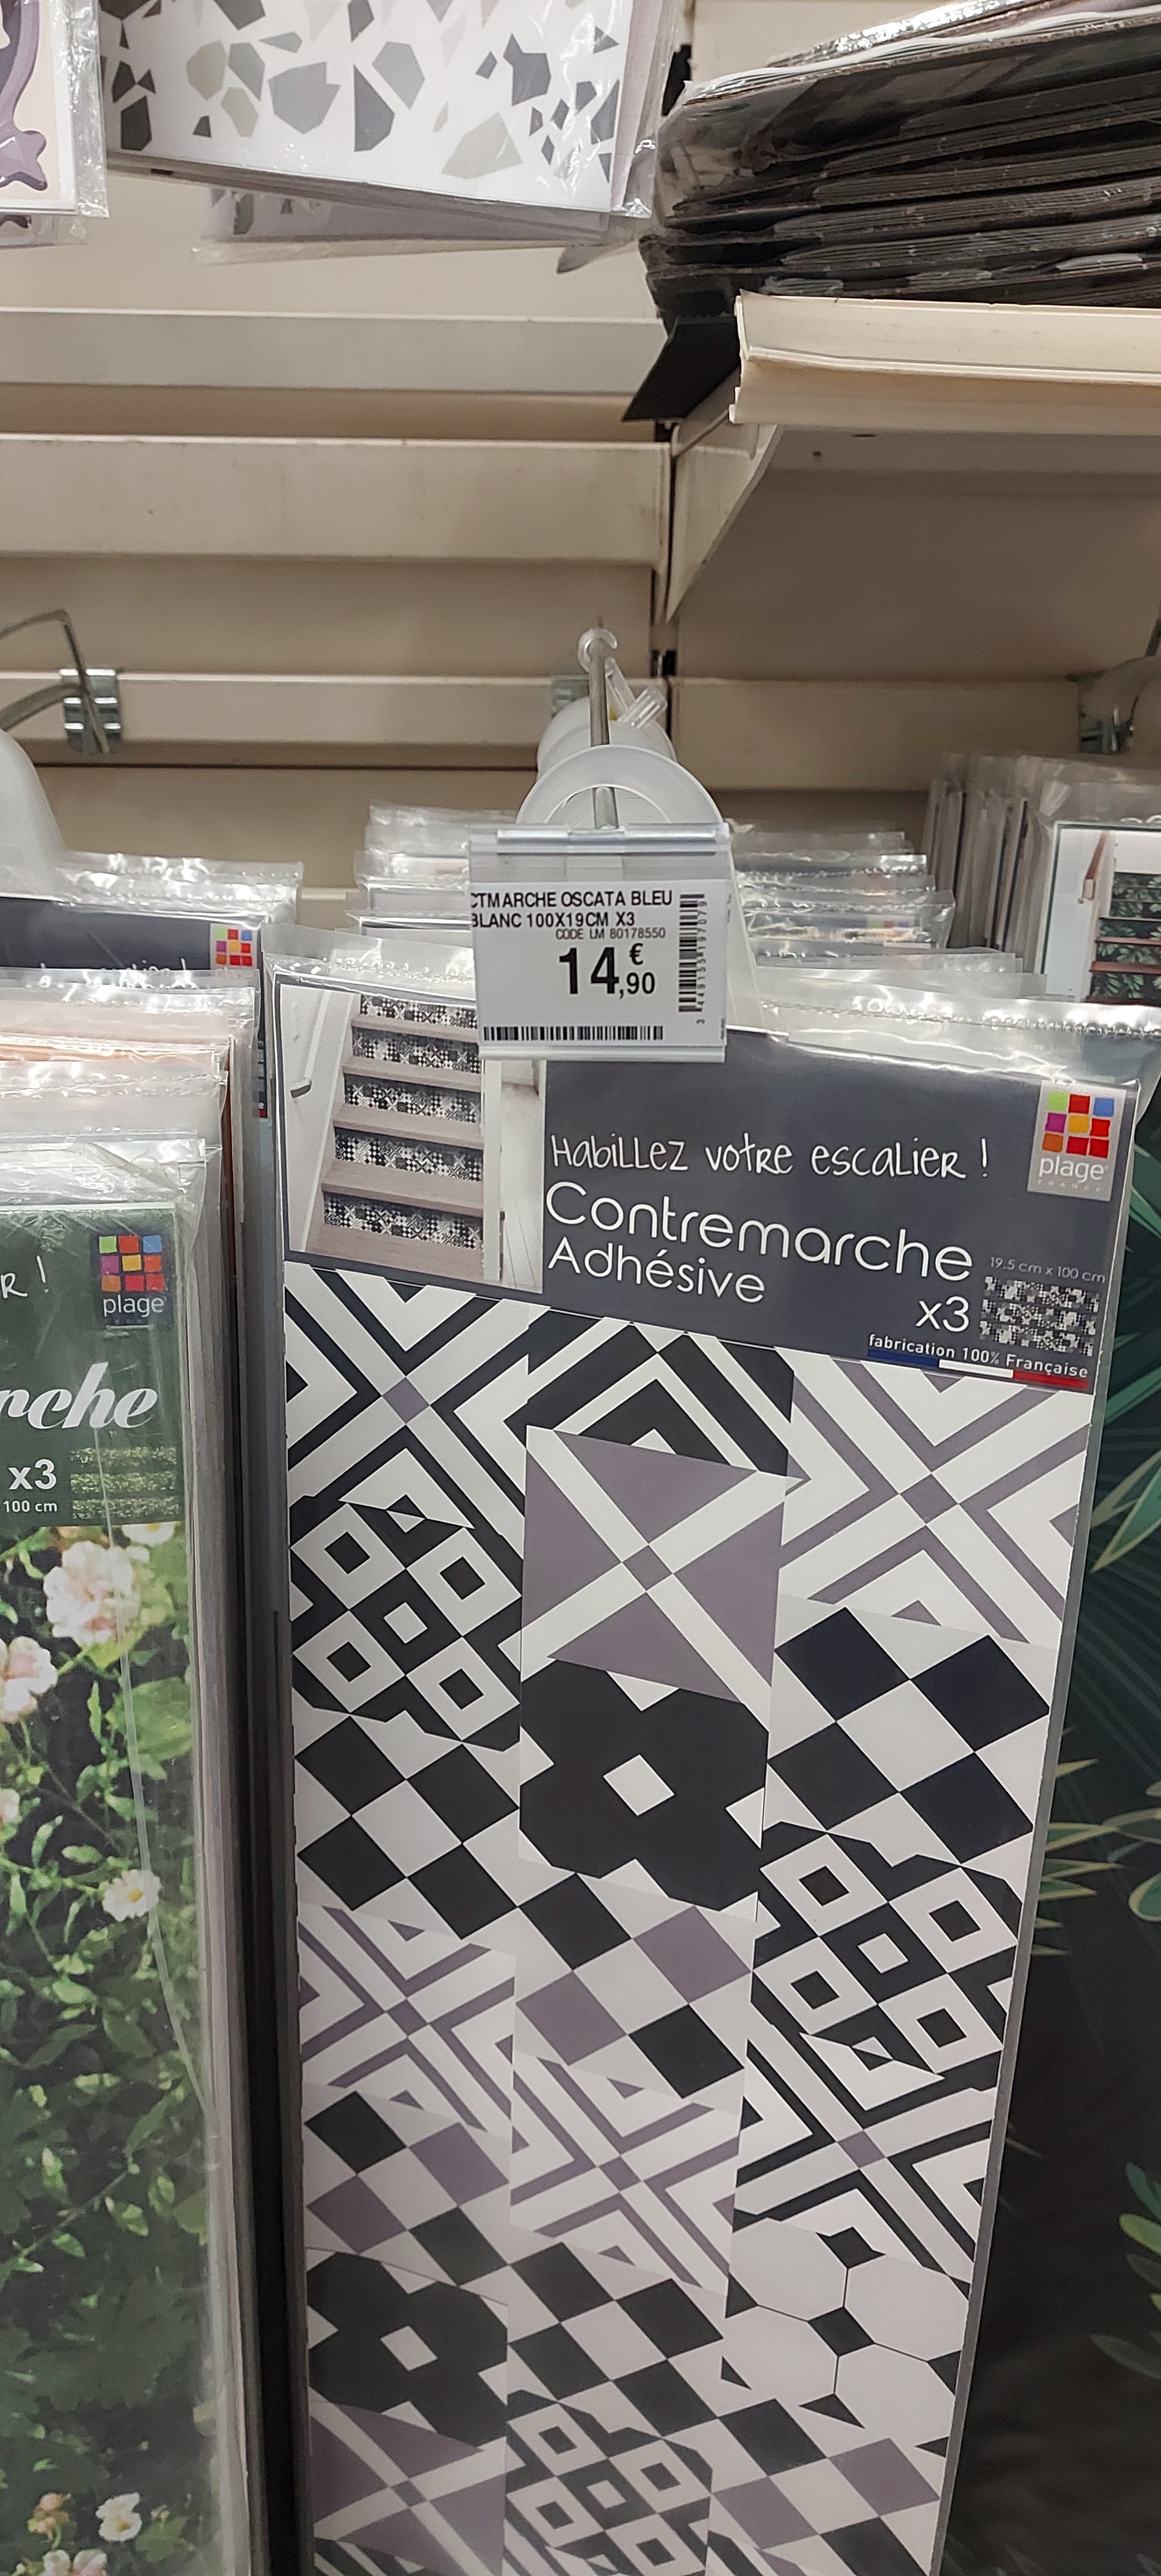 CTMARCHE OSCATA BLEU
BLANC 100X19CM X3
CODE LM 80178550
14,90 €
Habillez votre escalier !
Contremarche
Adhésive
19.5 cm x 100 cm
x3
fabrication 100% Française
plage
FRANCE
R !
plage
rche
x3
100 cm